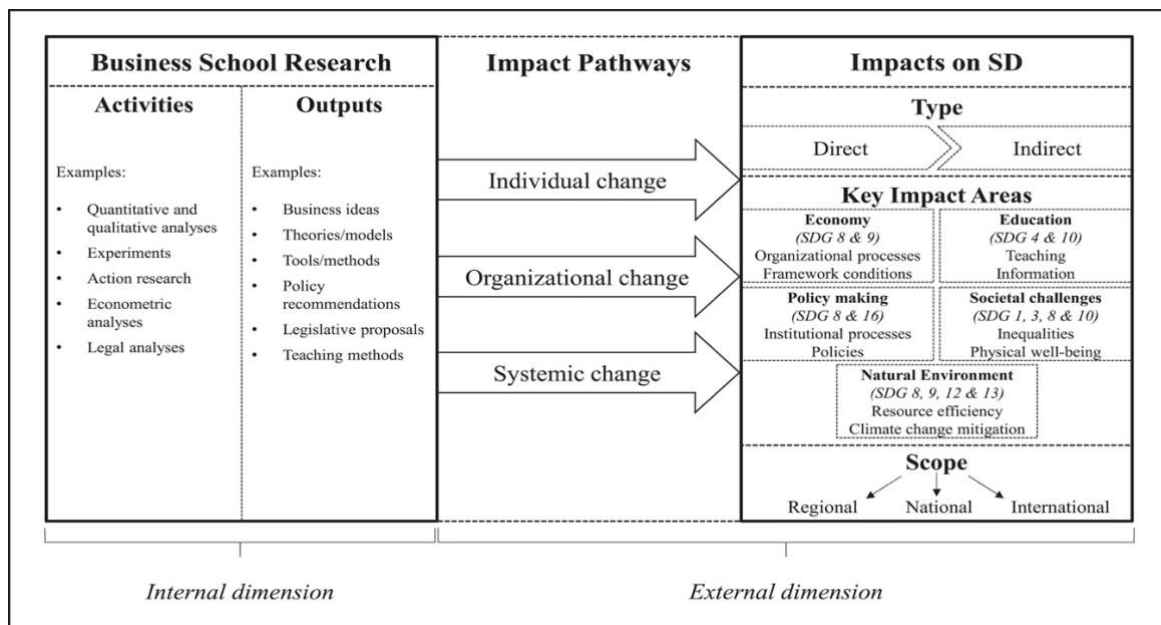 Business School Research
Activities
Examples:
• Quantitative and
qualitative analyses
• Experiments
• Action research
• Econometric
analyses
• Legal analyses
Outputs
Examples:
• Business ideas
• Theories/models
• Tools/methods
• Policy
recommendations
• Legislative proposals
• Teaching methods
Impact Pathways
Individual change
Organizational change
Systemic change
Impacts on SD
Type
Direct
Indirect
Key Impact Areas
Economy
(SDG 8 & 9)
Organizational processes
Framework conditions
Education
(SDG 4 & 10)
Teaching
Information
Policy making
(SDG 8 & 16)
Institutional processes
Policies
Societal challenges
(SDG 1, 3, 8 & 10)
Inequalities
Physical well-being
Natural Environment
(SDG 8, 9, 12 & 13)
Resource efficiency
Climate change mitigation
Scope
Regional
National
International
Internal dimension
External dimension